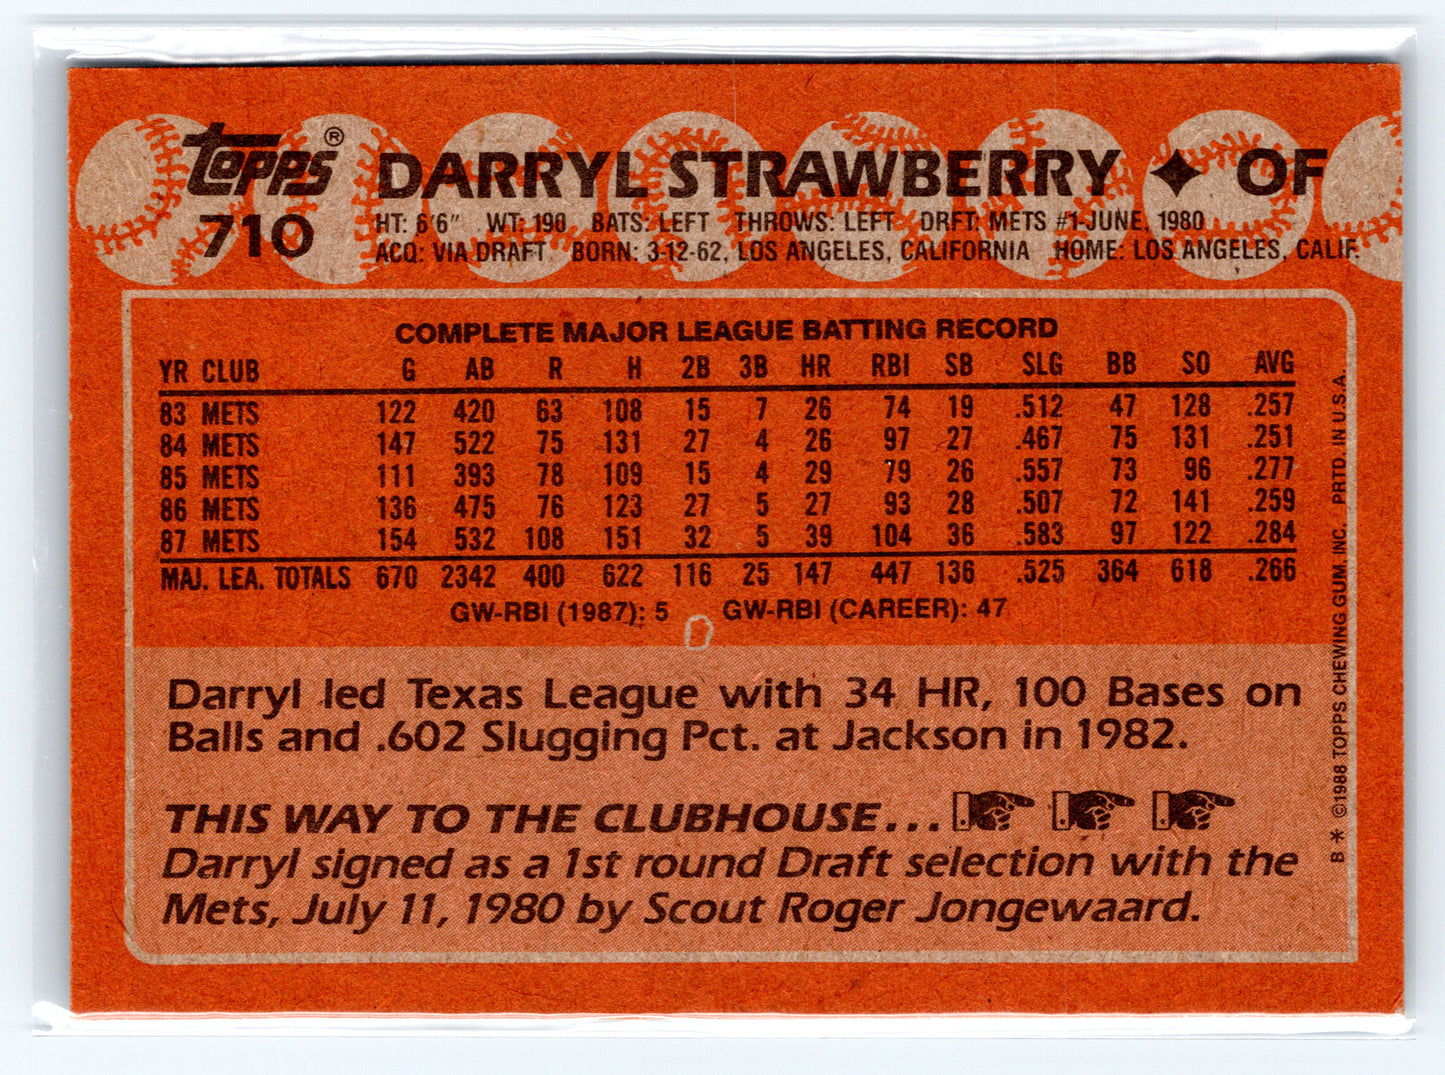 Topps® DARRYL STRAWBERRY ✦ OF
710 HT: 6'6" WT: 190 BATS: LEFT THROWS: LEFT DRFT: METS #1-JUNE, 1980
ACQ: VIA DRAFT BORN: 3-12-62, LOS ANGELES, CALIFORNIA HOME: LOS ANGELES, CALIF.
COMPLETE MAJOR LEAGUE BATTING RECORD
YR CLUB G AB R H 2B 3B HR RBI SB SLG BB SO AVG
83 METS 122 420 63 108 15 7 26 74 19 .512 47 128 .257
84 METS 147 522 75 131 27 4 26 97 27 .467 75 131 .251
85 METS 111 393 78 109 15 4 29 79 26 .557 73 96 .277
86 METS 136 475 76 123 27 5 27 93 28 .507 72 141 .259
87 METS 154 532 108 151 32 5 39 104 36 .583 97 122 .284
MAJ. LEA. TOTALS 670 2342 400 622 116 25 147 447 136 .525 364 618 .266
GW-RBI (1987): 5 GW-RBI (CAREER): 47
Darryl led Texas League with 34 HR, 100 Bases on
Balls and .602 Slugging Pct. at Jackson in 1982.
THIS WAY TO THE CLUBHOUSE...
Darryl signed as a 1st round Draft selection with the
Mets, July 11, 1980 by Scout Roger Jongewaard.
B * ©1988 TOPPS CHEWING GUM, INC. PRTD. IN U.S.A.